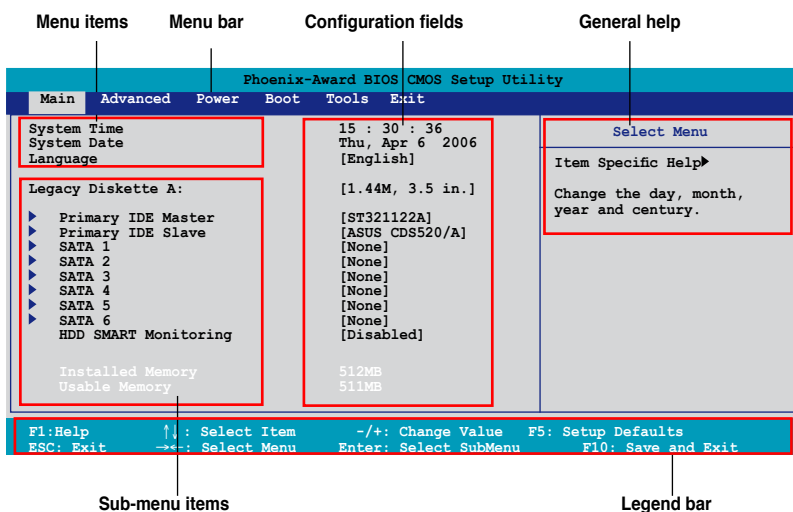 Menu items Menu bar Configuration fields General help
Phoenix-Award BIOS CMOS Setup Utility
Main Advanced Power Boot Tools Exit
System Time 15 : 30 : 36
System Date Thu, Apr 6 2006
Language [English]
Legacy Diskette A: [1.44M, 3.5 in.]
Primary IDE Master [ST321122A]
Primary IDE Slave [ASUS CDS520/A]
SATA 1 [None]
SATA 2 [None]
SATA 3 [None]
SATA 4 [None]
SATA 5 [None]
SATA 6 [None]
HDD SMART Monitoring [Disabled]
Installed Memory 512MB
Usable Memory 511MB
Select Menu
Item Specific Help
Change the day, month,
year and century.
F1:Help ↑↓: Select Item -/+: Change Value F5: Setup Defaults
ESC: Exit →←: Select Menu Enter: Select SubMenu F10: Save and Exit
Sub-menu items Legend bar